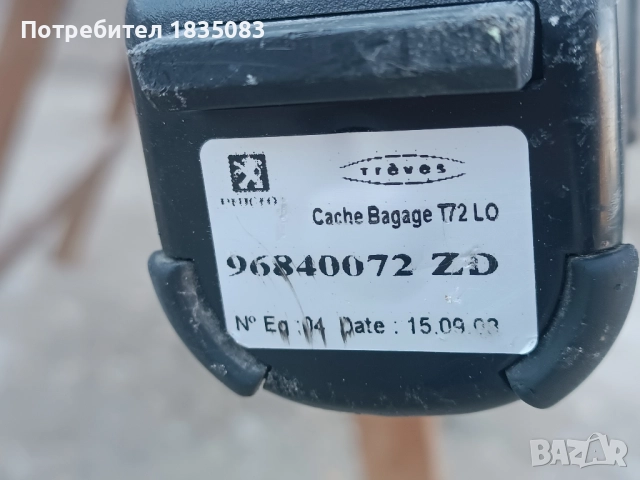 Потребител 1835083
PEUGEOT Trèves
Cache Bagage T72 LO
96840072 ZD
N° Eq :04 Date : 15.09.03
BAZAR